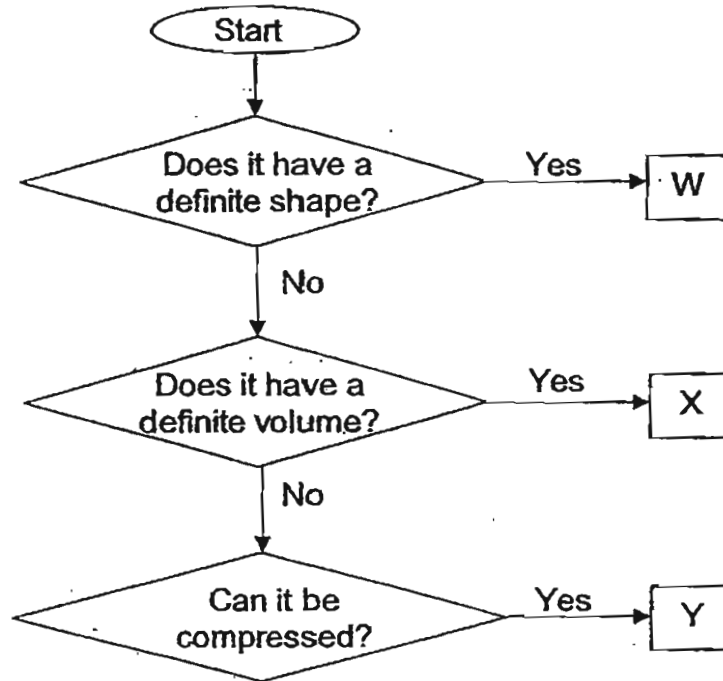 Start
Does it have a
definite shape?
Yes
W
No
Does it have a
definite volume?
Yes
X
No
Can it be
compressed?
Yes
Y